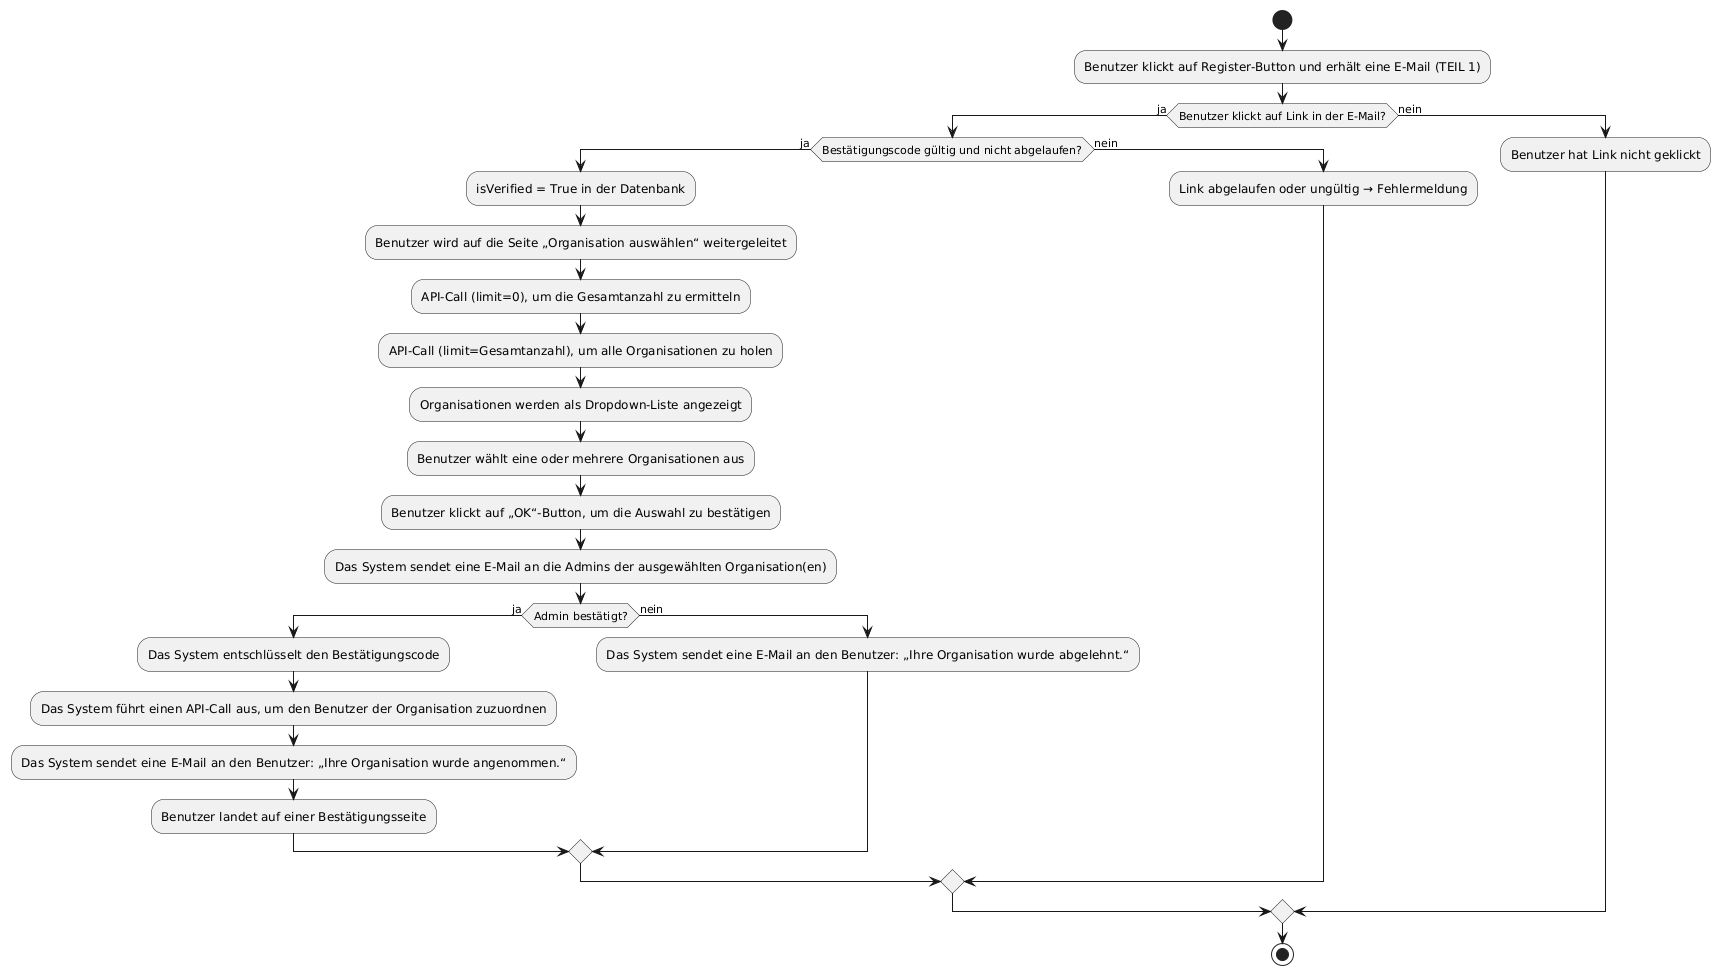 Benutzer klickt auf Register-Button und erhält eine E-Mail (TEIL 1)
ja
Benutzer klickt auf Link in der E-Mail?
nein
ja
Bestätigungscode gültig und nicht abgelaufen?
nein
Benutzer hat Link nicht geklickt
isVerified = True in der Datenbank
Link abgelaufen oder ungültig → Fehlermeldung
Benutzer wird auf die Seite „Organisation auswählen“ weitergeleitet
API-Call (limit=0), um die Gesamtanzahl zu ermitteln
API-Call (limit=Gesamtanzahl), um alle Organisationen zu holen
Organisationen werden als Dropdown-Liste angezeigt
Benutzer wählt eine oder mehrere Organisationen aus
Benutzer klickt auf „OK“-Button, um die Auswahl zu bestätigen
Das System sendet eine E-Mail an die Admins der ausgewählten Organisation(en)
ja
Admin bestätigt?
nein
Das System entschlüsselt den Bestätigungscode
Das System sendet eine E-Mail an den Benutzer: „Ihre Organisation wurde abgelehnt.“
Das System führt einen API-Call aus, um den Benutzer der Organisation zuzuordnen
Das System sendet eine E-Mail an den Benutzer: „Ihre Organisation wurde angenommen.“
Benutzer landet auf einer Bestätigungsseite